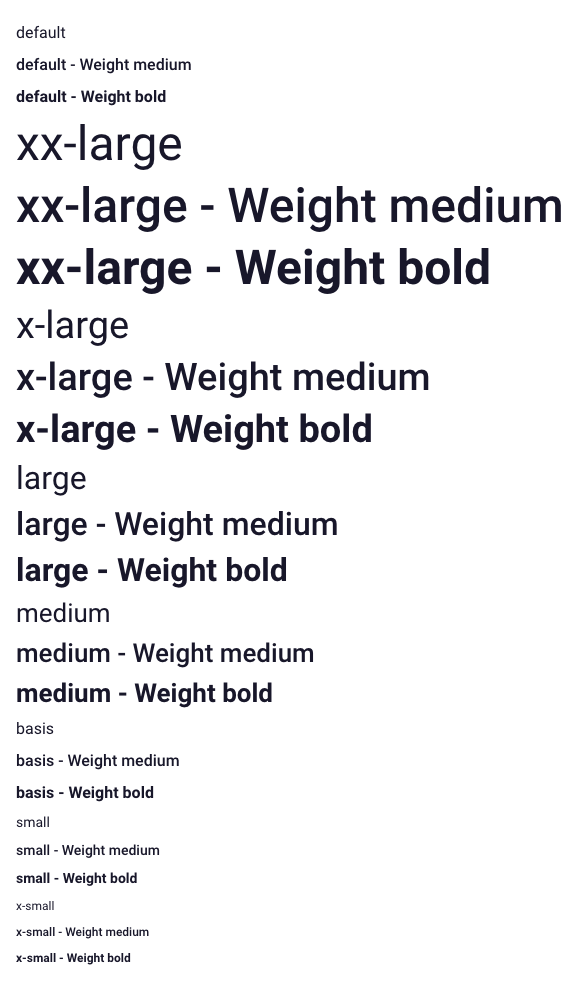 default
default - Weight medium
default - Weight bold
xx-large
xx-large - Weight medium
xx-large - Weight bold
x-large
x-large - Weight medium
x-large - Weight bold
large
large - Weight medium
large - Weight bold
medium
medium - Weight medium
medium - Weight bold
basis
basis - Weight medium
basis - Weight bold
small
small - Weight medium
small - Weight bold
x-small
x-small - Weight medium
x-small - Weight bold